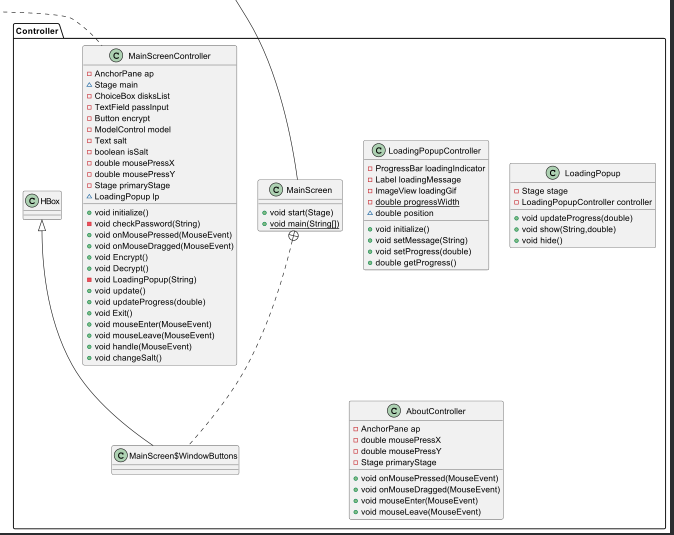 Controller
C MainScreenController
AnchorPane ap
Stage main
ChoiceBox disksList
TextField passInput
Button encrypt
ModelControl model
Text salt
boolean isSalt
double mousePressX
double mousePressY
Stage primaryStage
LoadingPopup lp
void initialize()
void checkPassword(String)
void onMousePressed(MouseEvent)
void onMouseDragged(MouseEvent)
void Encrypt()
void Decrypt()
void LoadingPopup(String)
void update()
void updateProgress(double)
void Exit()
void mouseEnter(MouseEvent)
void mouseLeave(MouseEvent)
void handle(MouseEvent)
void changeSalt()
C HBox
C MainScreen
void start(Stage)
void main(String[])
C LoadingPopupController
ProgressBar loadingIndicator
Label loadingMessage
ImageView loadingGif
double progressWidth
double position
void initialize()
void setMessage(String)
void setProgress(double)
double getProgress()
C LoadingPopup
Stage stage
LoadingPopupController controller
void updateProgress(double)
void show(String,double)
void hide()
C MainScreen$WindowButtons
C AboutController
AnchorPane ap
double mousePressX
double mousePressY
Stage primaryStage
void onMousePressed(MouseEvent)
void onMouseDragged(MouseEvent)
void mouseEnter(MouseEvent)
void mouseLeave(MouseEvent)